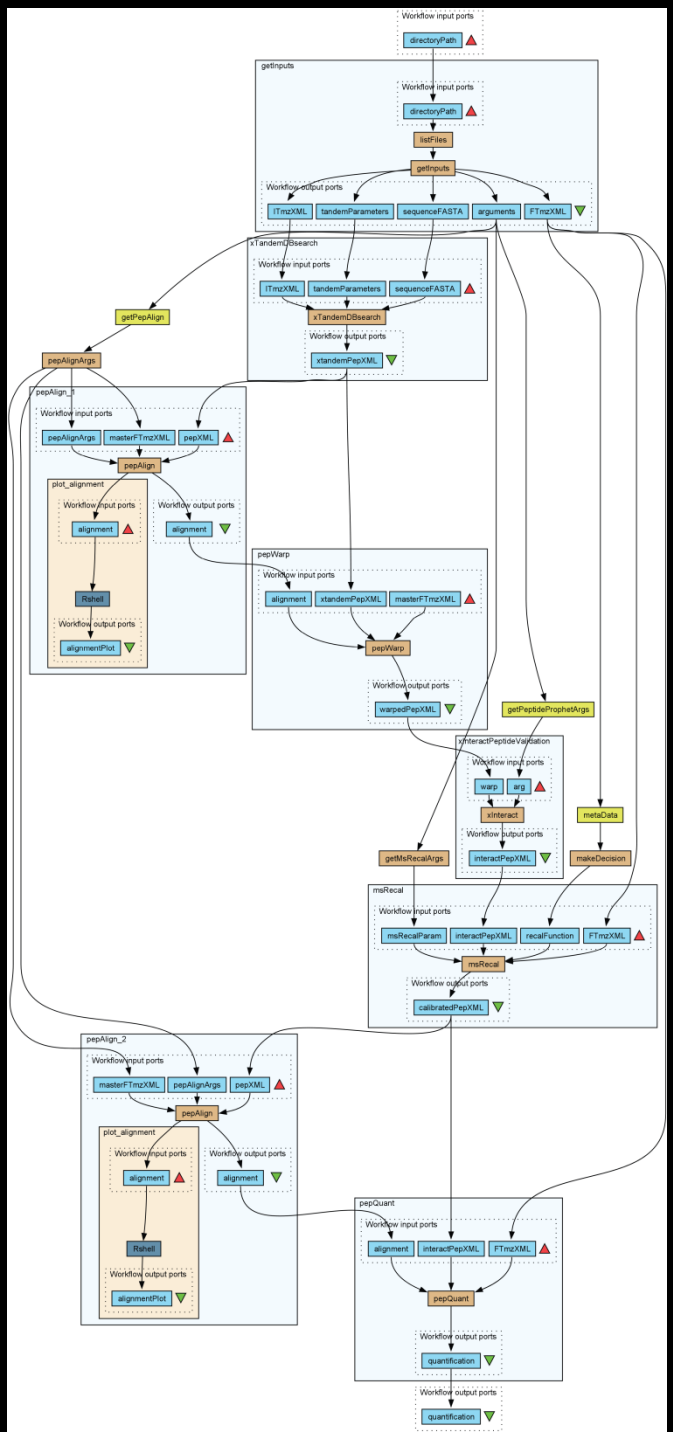 Workflow input ports
directoryPath
getInputs
Workflow input ports
directoryPath
listFiles
getInputs
Workflow output ports
lTmzXML tandemParameters sequenceFASTA arguments FTmzXML
xTandemDBsearch
Workflow input ports
lTmzXML tandemParameters sequenceFASTA
getPepAlign
xTandemDBsearch
Workflow output ports
pepAlignArgs
xtandemPepXML
pepAlign_1
Workflow input ports
pepAlignArgs masterFTmzXML pepXML
pepAlign
plot_alignment
Workflow input ports
Workflow output ports
alignment
alignment
pepWarp
Workflow input ports
Rshell
alignment xtandemPepXML masterFTmzXML
Workflow output ports
alignmentPlot
pepWarp
Workflow output ports
warpedPepXML
getPeptideProphetArgs
xInteractPeptideValidation
Workflow input ports
warp arg
xInteract
metaData
Workflow output ports
getMsRecalArgs
interactPepXML
makeDecision
msRecal
Workflow input ports
msRecalParam interactPepXML recalFunction FTmzXML
msRecal
Workflow output ports
calibratedPepXML
pepAlign_2
Workflow input ports
masterFTmzXML pepAlignArgs pepXML
pepAlign
plot_alignment
Workflow input ports
Workflow output ports
alignment
alignment
pepQuant
Workflow input ports
Rshell
alignment interactPepXML FTmzXML
Workflow output ports
alignmentPlot
pepQuant
Workflow output ports
quantification
Workflow output ports
quantification